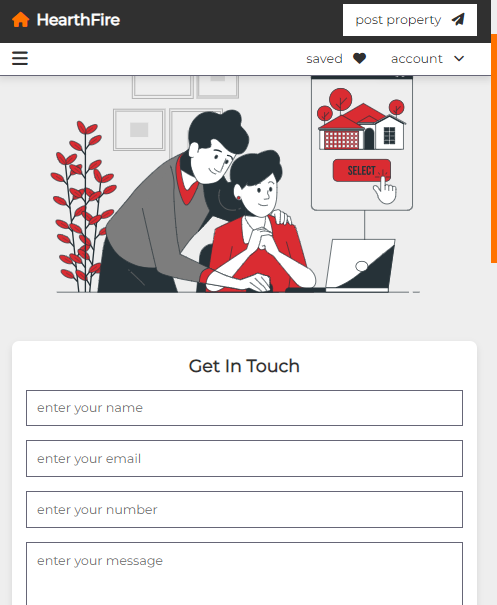 HearthFire
post property
saved
account
SELECT
Get In Touch
enter your name
enter your email
enter your number
enter your message